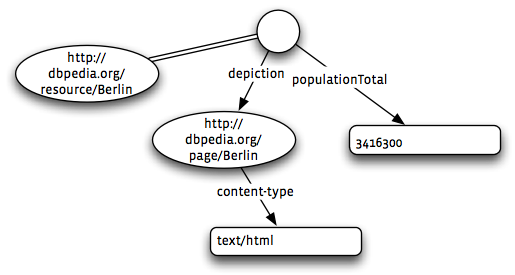 http://
dbpedia.org/
resource/Berlin
depiction
populationTotal
http://
dbpedia.org/
page/Berlin
3416300
content-type
text/html